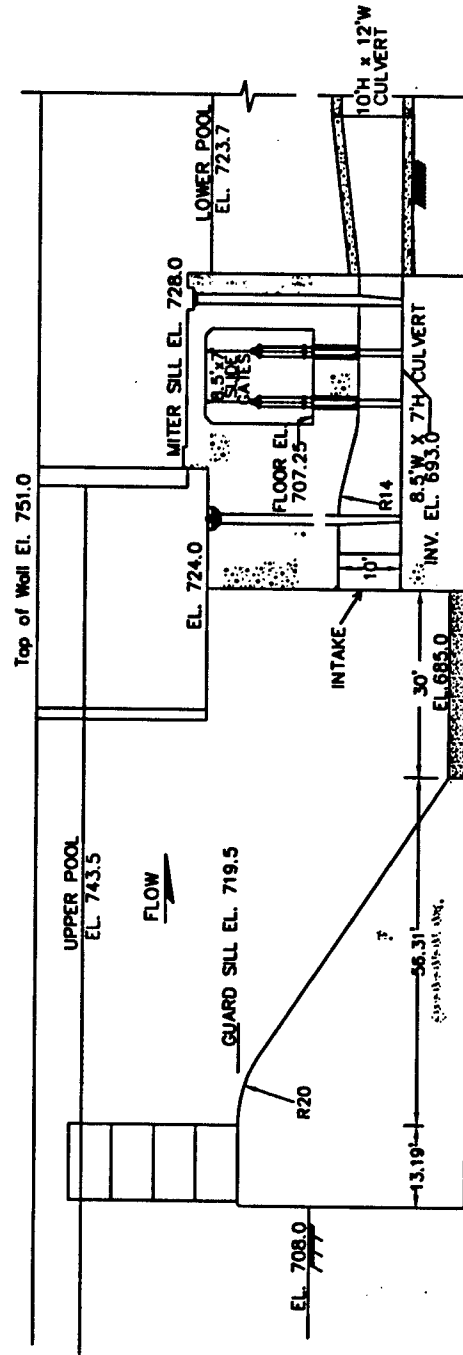 Top of Wall El. 751.0
UPPER POOL
EL. 743.5
FLOW
GUARD SILL EL. 719.5
R20
EL. 708.0
13.19'
56.31'
30'
EL. 685.0
INTAKE
10'
EL. 724.0
MITER SILL EL. 728.0
8.5'x7'
SLIDE
GATES
FLOOR EL.
707.25
R14
8.5'W X 7'H CULVERT
INV. EL. 693.0
LOWER POOL
EL. 723.7
10'H x 12'W
CULVERT